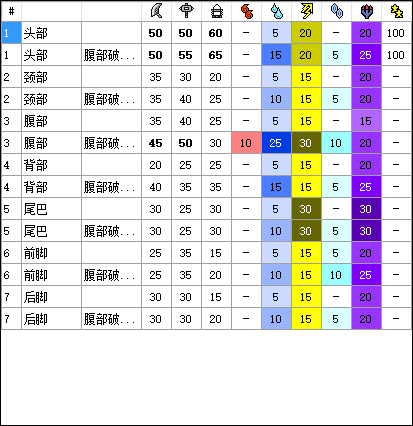 #
1 头部 50 50 60 – 5 20 – 20 100
1 头部 腹部破... 50 55 65 – 15 20 5 25 100
2 颈部 35 30 20 – 5 15 – 20 –
2 颈部 腹部破... 35 40 25 – 10 15 5 25 –
3 腹部 35 40 25 – 5 15 – 15 –
3 腹部 腹部破... 45 50 30 10 25 30 10 20 –
4 背部 20 25 25 – 5 15 – 20 –
4 背部 腹部破... 40 35 35 – 15 15 5 25 –
5 尾巴 30 25 30 – 5 30 – 30 –
5 尾巴 腹部破... 30 25 30 – 10 30 5 30 –
6 前脚 25 35 15 – 5 15 5 20 –
6 前脚 腹部破... 25 35 20 – 10 15 10 25 –
7 后脚 30 30 15 – 5 15 – 20 –
7 后脚 腹部破... 30 30 20 – 10 15 5 20 –